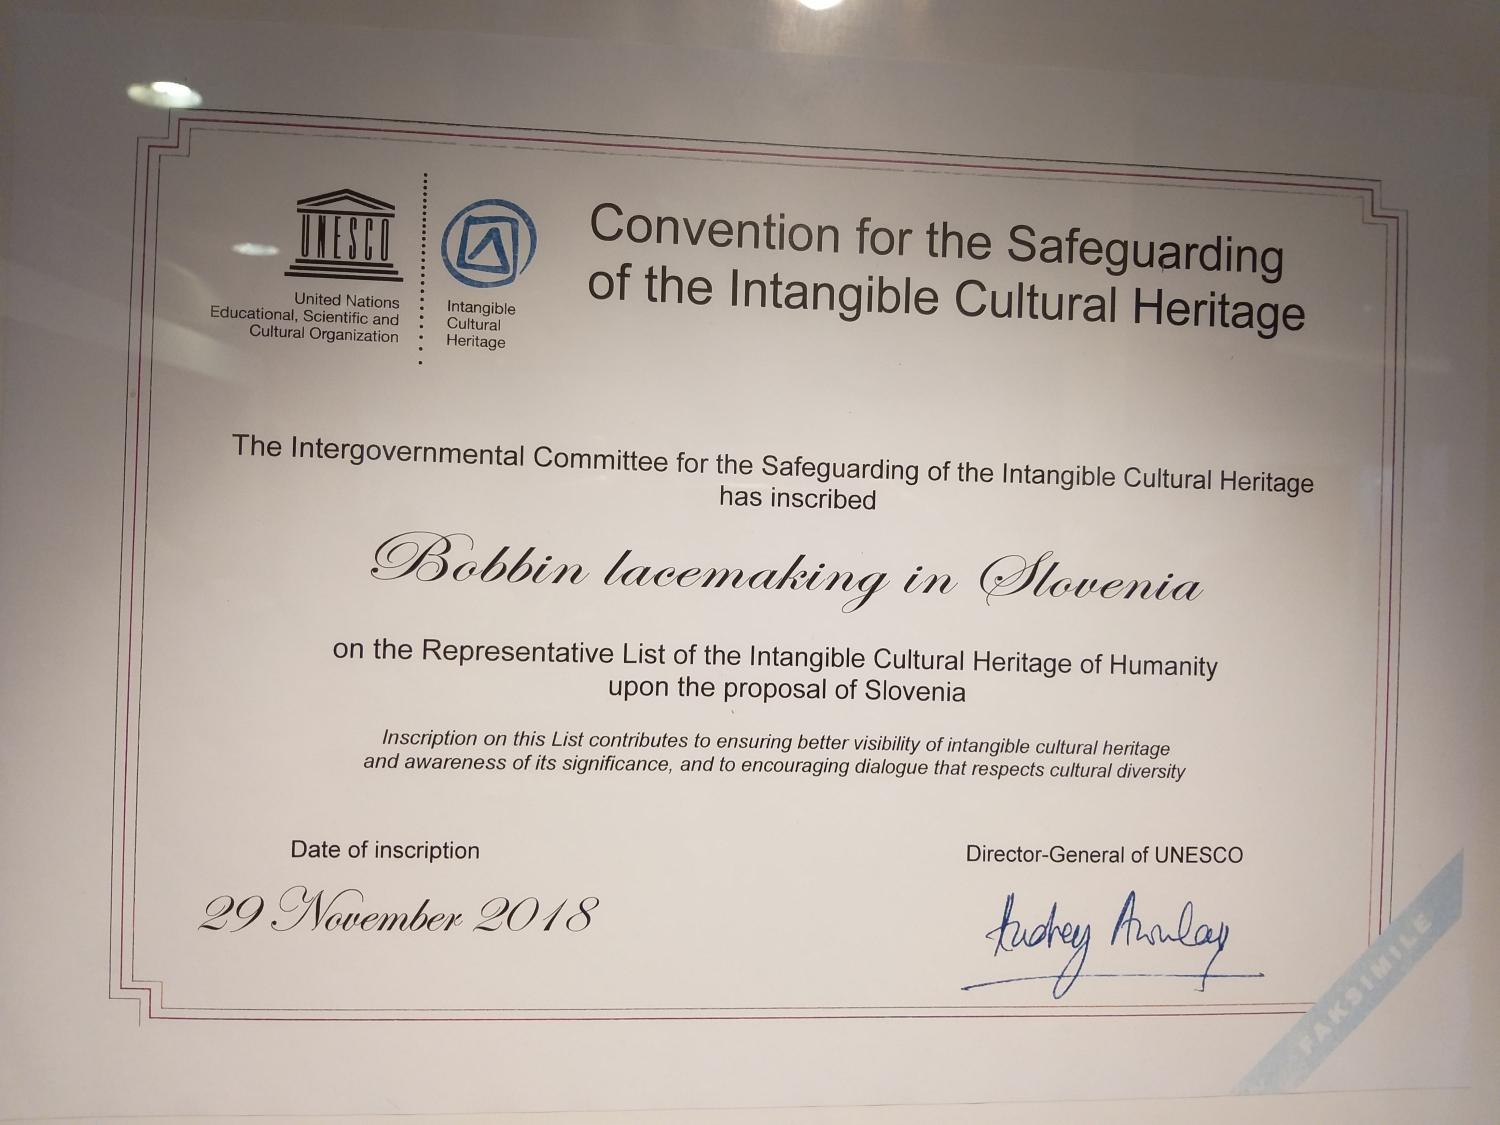 UNESCO
United Nations
Educational, Scientific and
Cultural Organization
Intangible
Cultural
Heritage
Convention for the Safeguarding
of the Intangible Cultural Heritage
The Intergovernmental Committee for the Safeguarding of the Intangible Cultural Heritage
has inscribed
Bobbin lacemaking in Slovenia
on the Representative List of the Intangible Cultural Heritage of Humanity
upon the proposal of Slovenia
Inscription on this List contributes to ensuring better visibility of intangible cultural heritage
and awareness of its significance, and to encouraging dialogue that respects cultural diversity
Date of inscription
29 November 2018
Director-General of UNESCO
Audrey Azoulay
FAKSIMILE